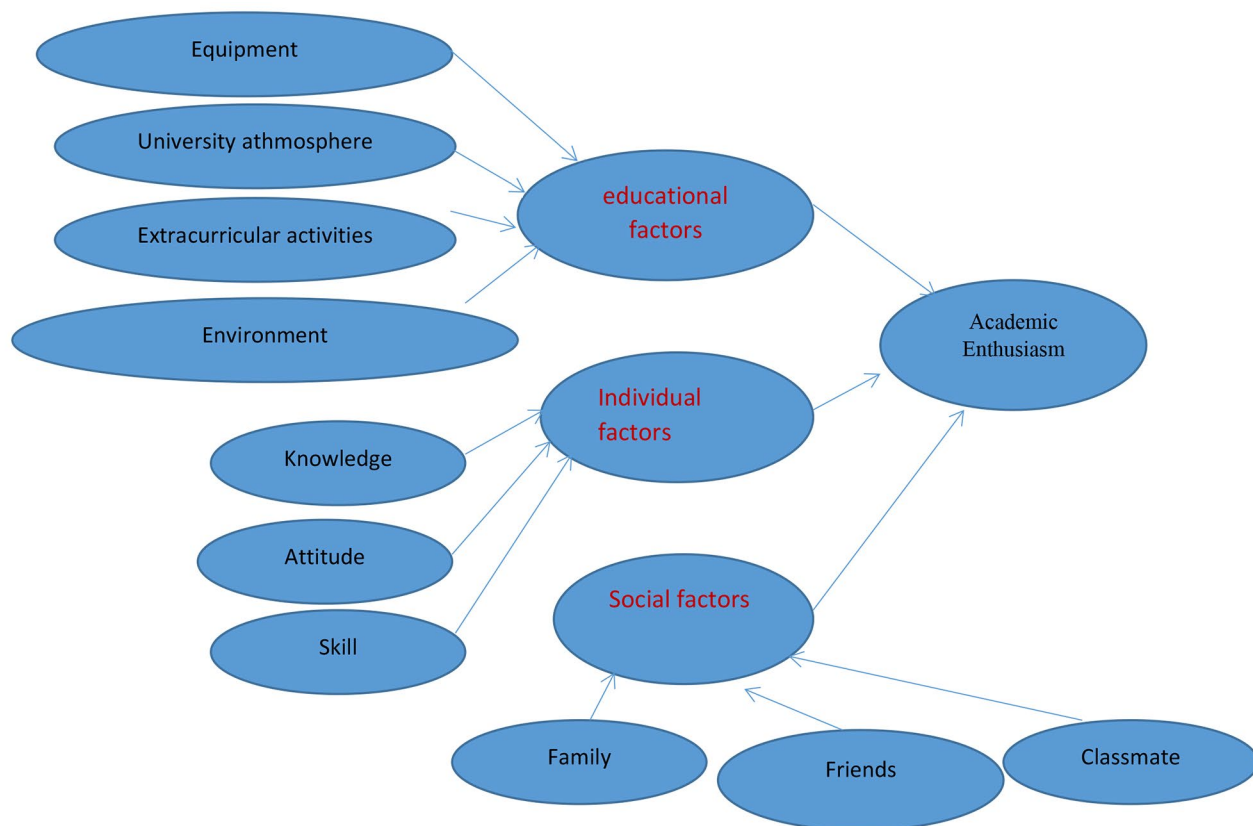 Equipment
University athmosphere
Extracurricular activities
Environment
educational
factors
Academic
Enthusiasm
Individual
factors
Knowledge
Attitude
Skill
Social factors
Family
Friends
Classmate